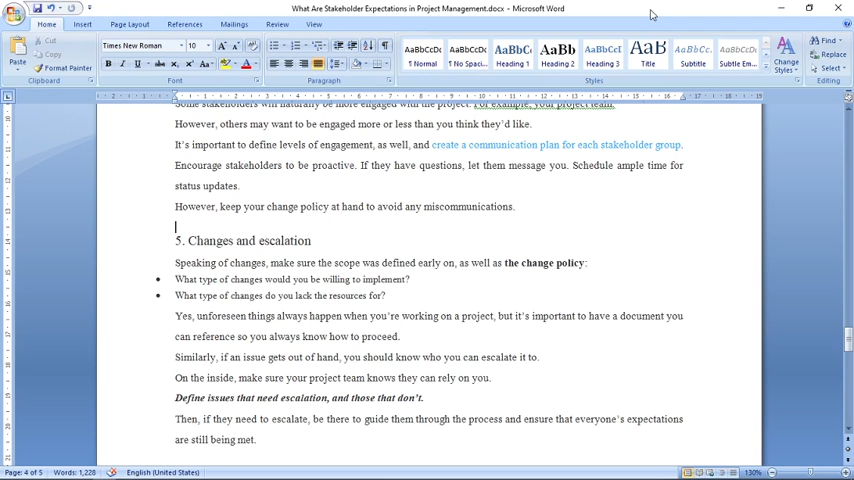 What Are Stakeholder Expectations in Project Management.docx - Microsoft Word
Home Insert Page Layout References Mailings Review View
Paste
Cut
Copy
Format Painter
Clipboard
Times New Roman 10
B I U abc x₂ x² Aa
Font
Paragraph
AaBbCcDc AaBbCcDc AaBbC AaBb AaBbCcI AaB AaBbCc. AaBbCcDc
¶ Normal ¶ No Spaci... Heading 1 Heading 2 Heading 3 Title Subtitle Subtle Em...
Change Styles
Styles
Find
Replace
Select
Editing
Some stakeholders will naturally be more engaged with the project. For example, your project team.
However, others may want to be engaged more or less than you think they'd like.
It's important to define levels of engagement, as well, and create a communication plan for each stakeholder group.
Encourage stakeholders to be proactive. If they have questions, let them message you. Schedule ample time for
status updates.
However, keep your change policy at hand to avoid any miscommunications.
5. Changes and escalation
Speaking of changes, make sure the scope was defined early on, as well as the change policy:
• What type of changes would you be willing to implement?
• What type of changes do you lack the resources for?
Yes, unforeseen things always happen when you're working on a project, but it's important to have a document you
can reference so you always know how to proceed.
Similarly, if an issue gets out of hand, you should know who you can escalate it to.
On the inside, make sure your project team knows they can rely on you.
Define issues that need escalation, and those that don't.
Then, if they need to escalate, be there to guide them through the process and ensure that everyone's expectations
are still being met.
Page: 4 of 5 Words: 1,228 English (United States) 130%